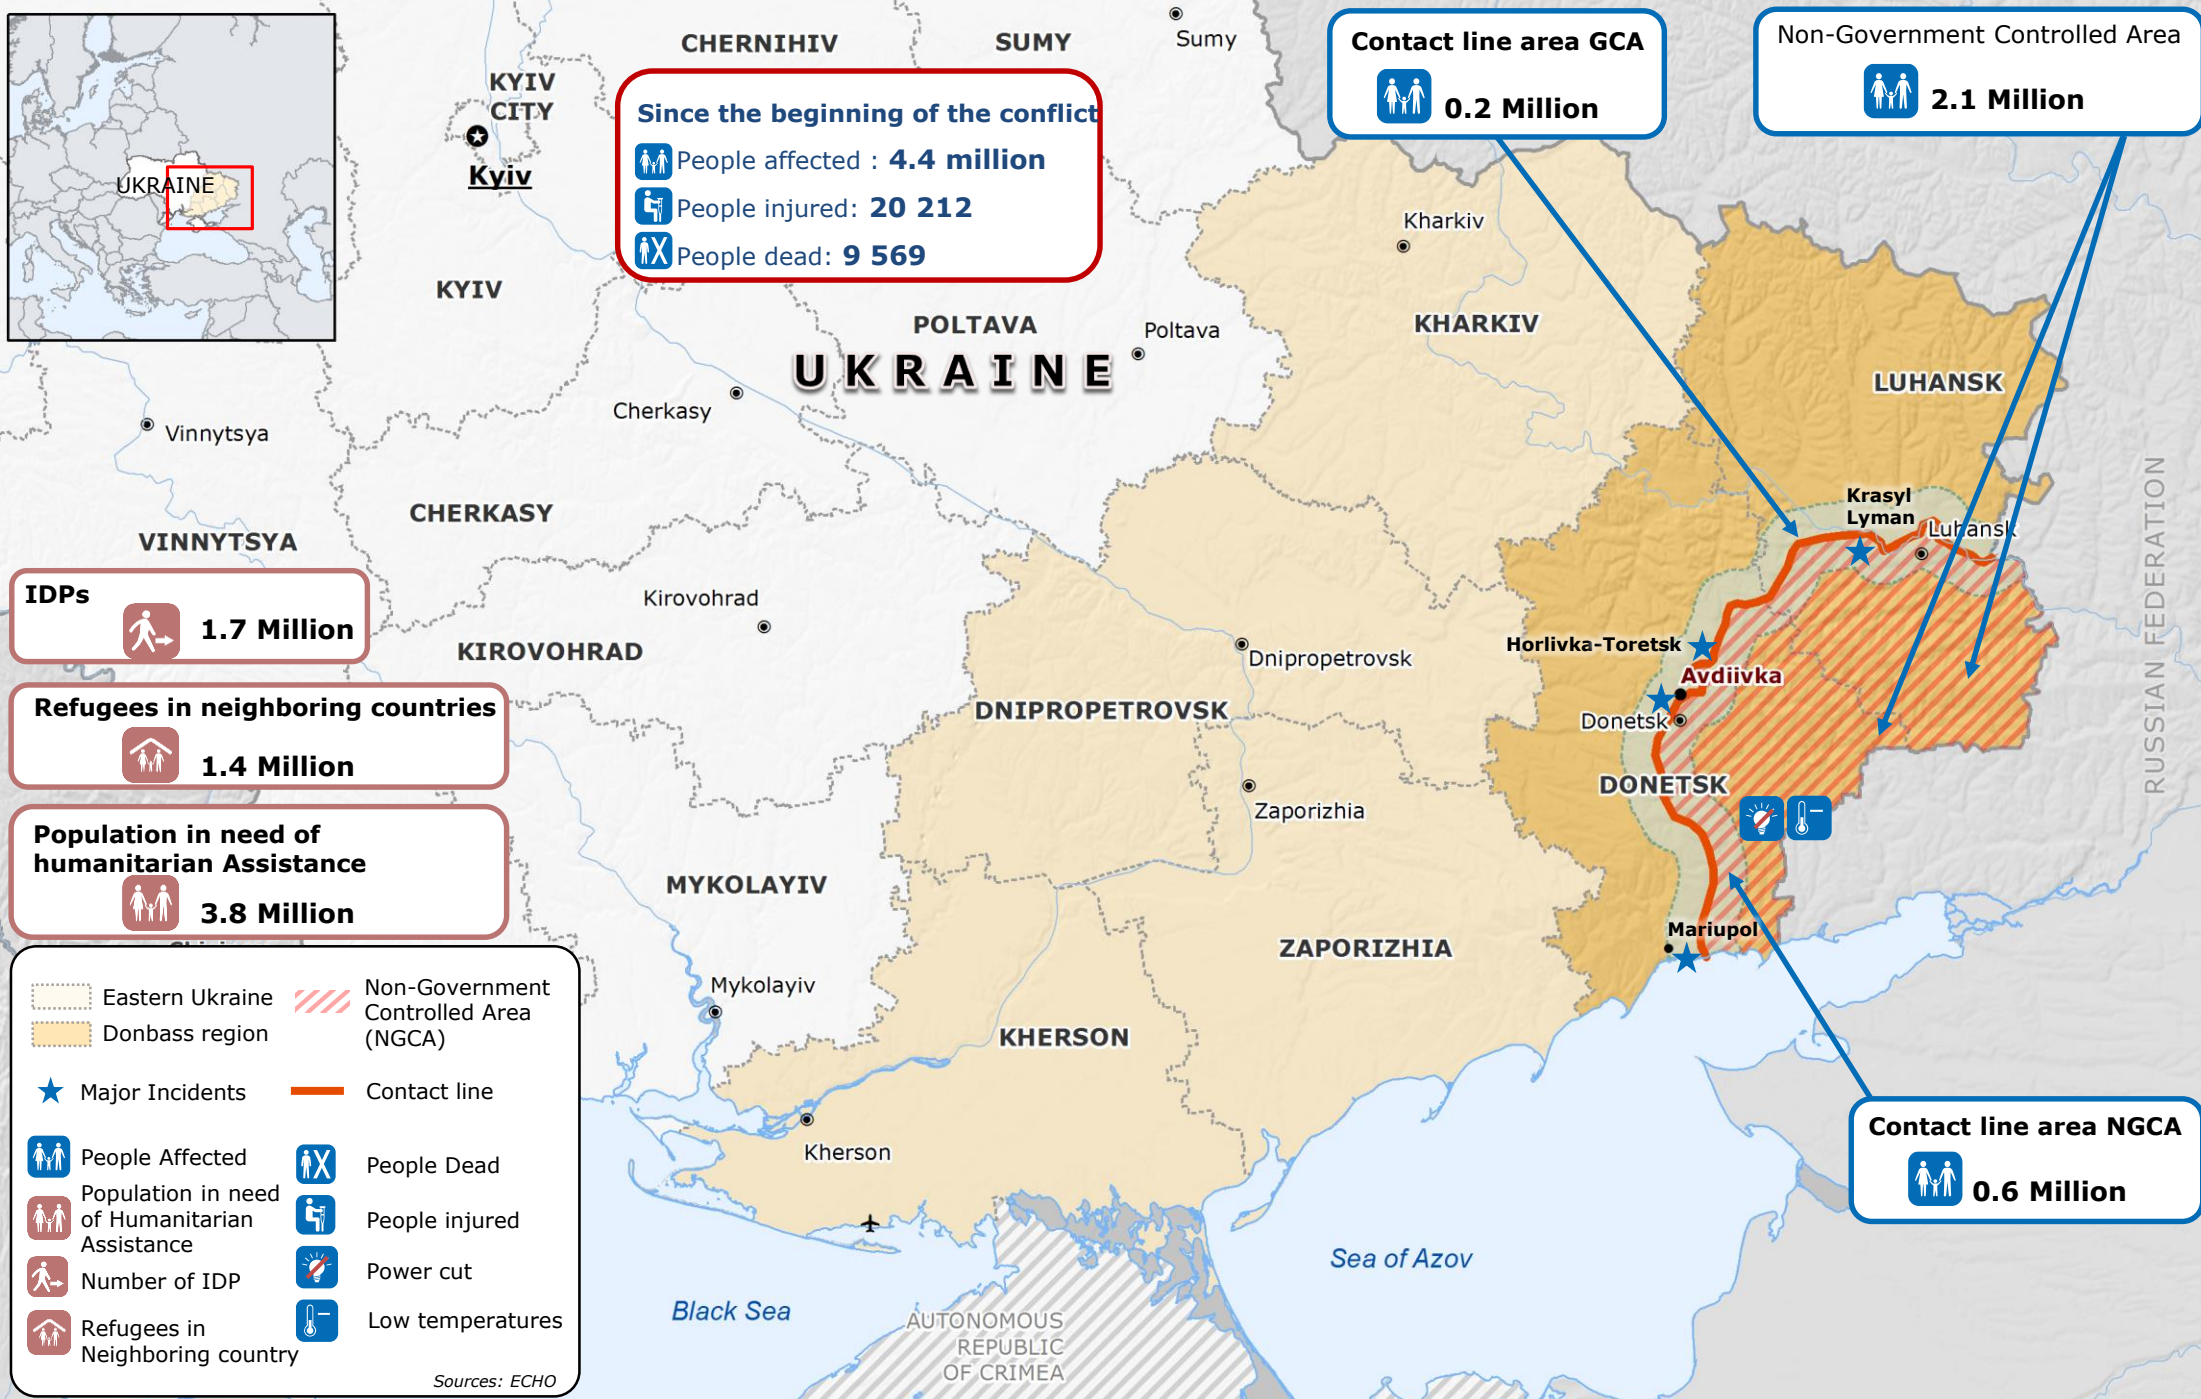 UKRAINE
CHERNIHIV
SUMY
Sumy
KYIV
CITY
Kyiv
KYIV
Since the beginning of the conflict
People affected : 4.4 million
People injured: 20 212
People dead: 9 569
Contact line area GCA
0.2 Million
Non-Government Controlled Area
2.1 Million
Kharkiv
KHARKIV
POLTAVA
Poltava
UKRAINE
LUHANSK
Cherkasy
Vinnytsya
CHERKASY
VINNYTSYA
Krasyl
Lyman
Luhansk
RUSSIAN FEDERATION
IDPs
1.7 Million
Kirovohrad
KIROVOHRAD
Horlivka-Toretsk
Avdiivka
Donetsk
DONETSK
Dnipropetrovsk
DNIPROPETROVSK
Refugees in neighboring countries
1.4 Million
Zaporizhia
Population in need of
humanitarian Assistance
3.8 Million
MYKOLAYIV
Mykolayiv
Mariupol
ZAPORIZHIA
KHERSON
Kherson
Contact line area NGCA
0.6 Million
Sea of Azov
Black Sea
AUTONOMOUS
REPUBLIC
OF CRIMEA
Eastern Ukraine
Donbass region
Non-Government
Controlled Area
(NGCA)
Major Incidents
Contact line
People Affected
People Dead
Population in need
of Humanitarian
Assistance
People injured
Number of IDP
Power cut
Refugees in
Neighboring country
Low temperatures
Sources: ECHO